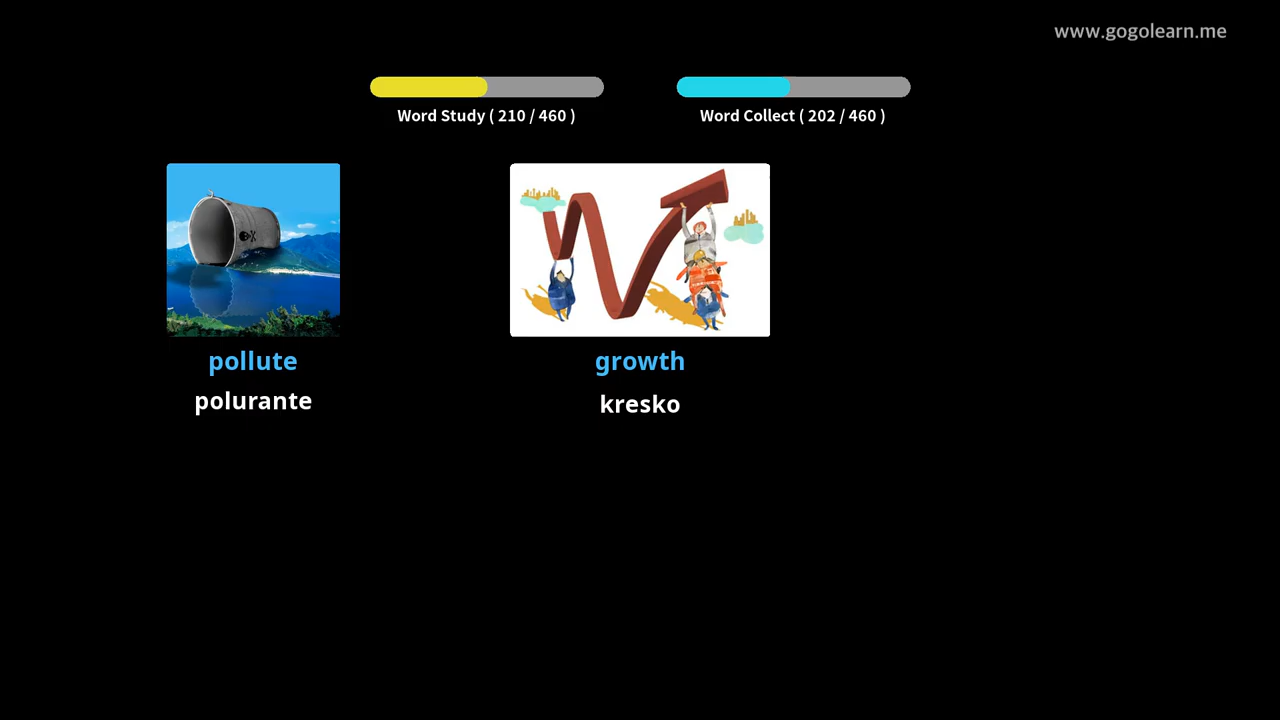 www.gogolearn.me
Word Study ( 210 / 460 )
Word Collect ( 202 / 460 )
pollute
polurante
growth
kresko